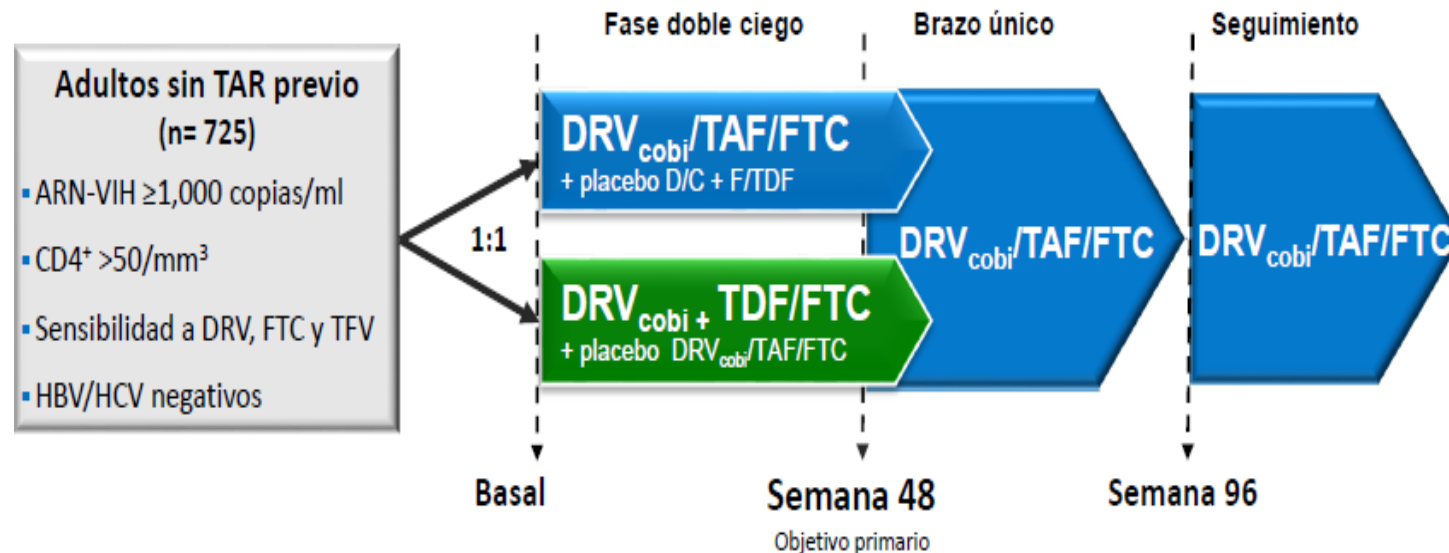 Fase doble ciego
Brazo único
Seguimiento
Adultos sin TAR previo
(n= 725)
▪ ARN-VIH ≥1,000 copias/ml
▪ CD4⁺ >50/mm³
▪ Sensibilidad a DRV, FTC y TFV
▪ HBV/HCV negativos
1:1
DRVcobi/TAF/FTC
+ placebo D/C + F/TDF
DRVcobi + TDF/FTC
+ placebo DRVcobi/TAF/FTC
DRVcobi/TAF/FTC
DRVcobi/TAF/FTC
Basal
Semana 48
Objetivo primario
Semana 96